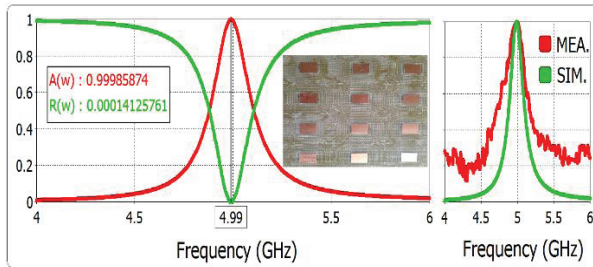 1
0.8
0.6
0.4
0.2
0
A(w) : 0.99985874
R(w) : 0.00014125761
4
4.5
4.99
5.5
6
Frequency (GHz)
MEA.
SIM.
4
4.5
5
5.5
6
Frequency (GHz)